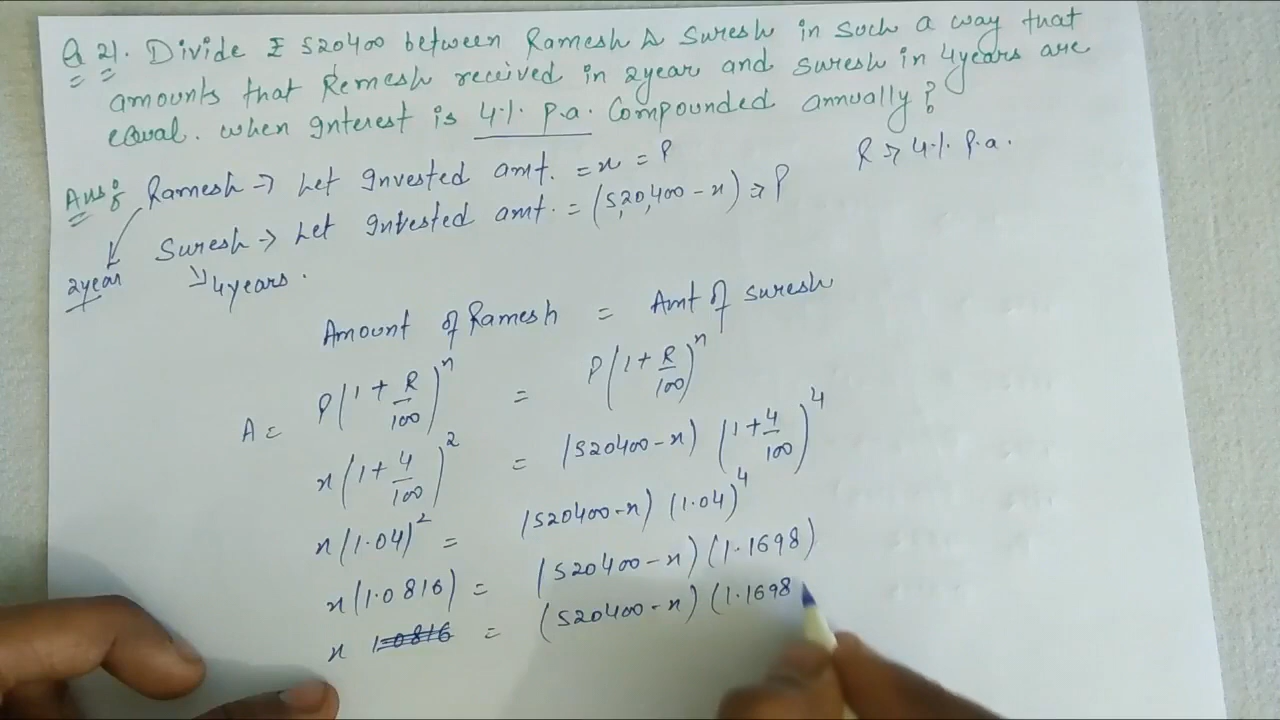 Q 21. Divide ₹ 520400 between Ramesh & Suresh in such a way that
amounts that Remesh received in 2year and Suresh in 4years are
equal. when Interest is 4% P.a. Compounded annually?
R → 4% P.a.
Ans: Ramesh → Let Invested amt. = x = P
Suresh → Let Invested amt. = (5,20,400 - x) ⇒ P
2year
4years.
Amount of Ramesh = Amt of Suresh
A = P(1 + R/100)^n = P(1 + R/100)^n
x(1 + 4/100)^2 = (520400 - x) (1 + 4/100)^4
x(1.04)^2 = (520400 - x) (1.04)^4
x(1.0816) = (520400 - x) (1.1698)
x 1.0816 = (520400 - x) (1.1698